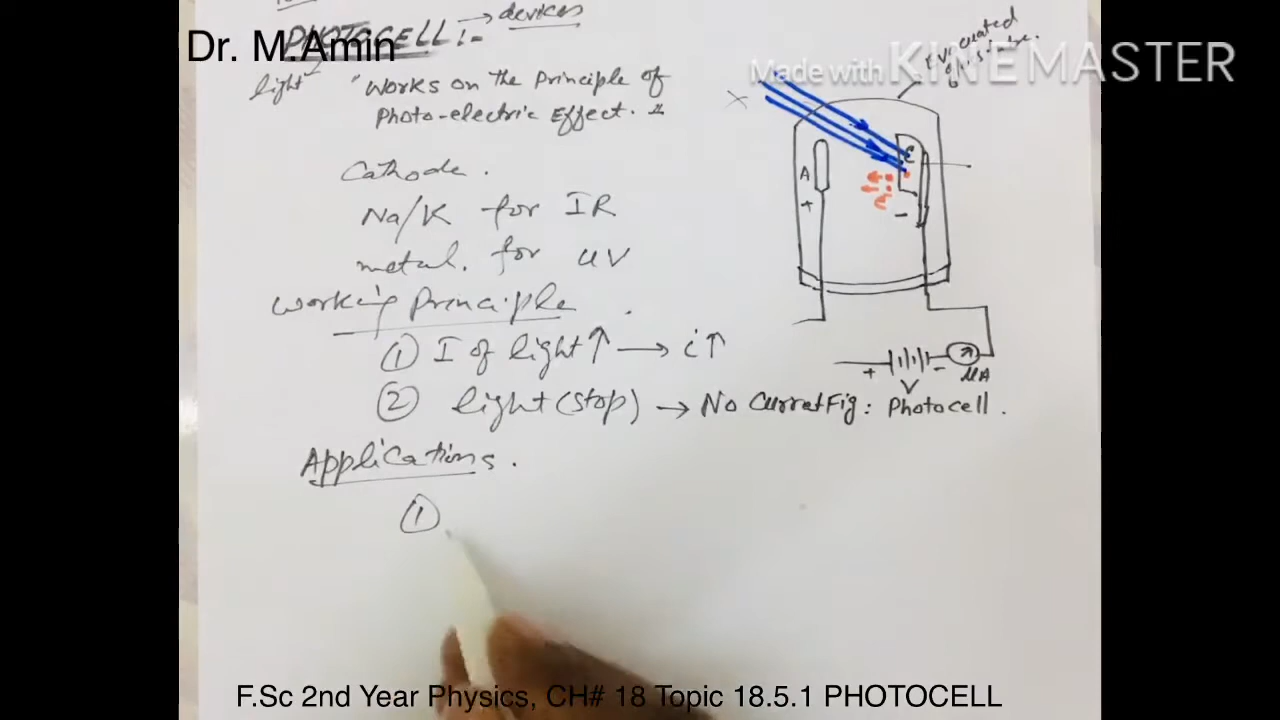 → devices
PHOTOCELL :-
Dr. M.Amin
light
"Works on the Principle of
Photo-electric Effect."
Cathode.
Na/K for IR
metal. for UV
Working Principle
① I of light ↑ → i ↑
② light (stop) → No Curret
Applications.
①
Evacuated
Made with KINEMASTER
A
+
C
e
-
+
-
V
μA
Fig: Photocell.
F.Sc 2nd Year Physics, CH# 18 Topic 18.5.1 PHOTOCELL